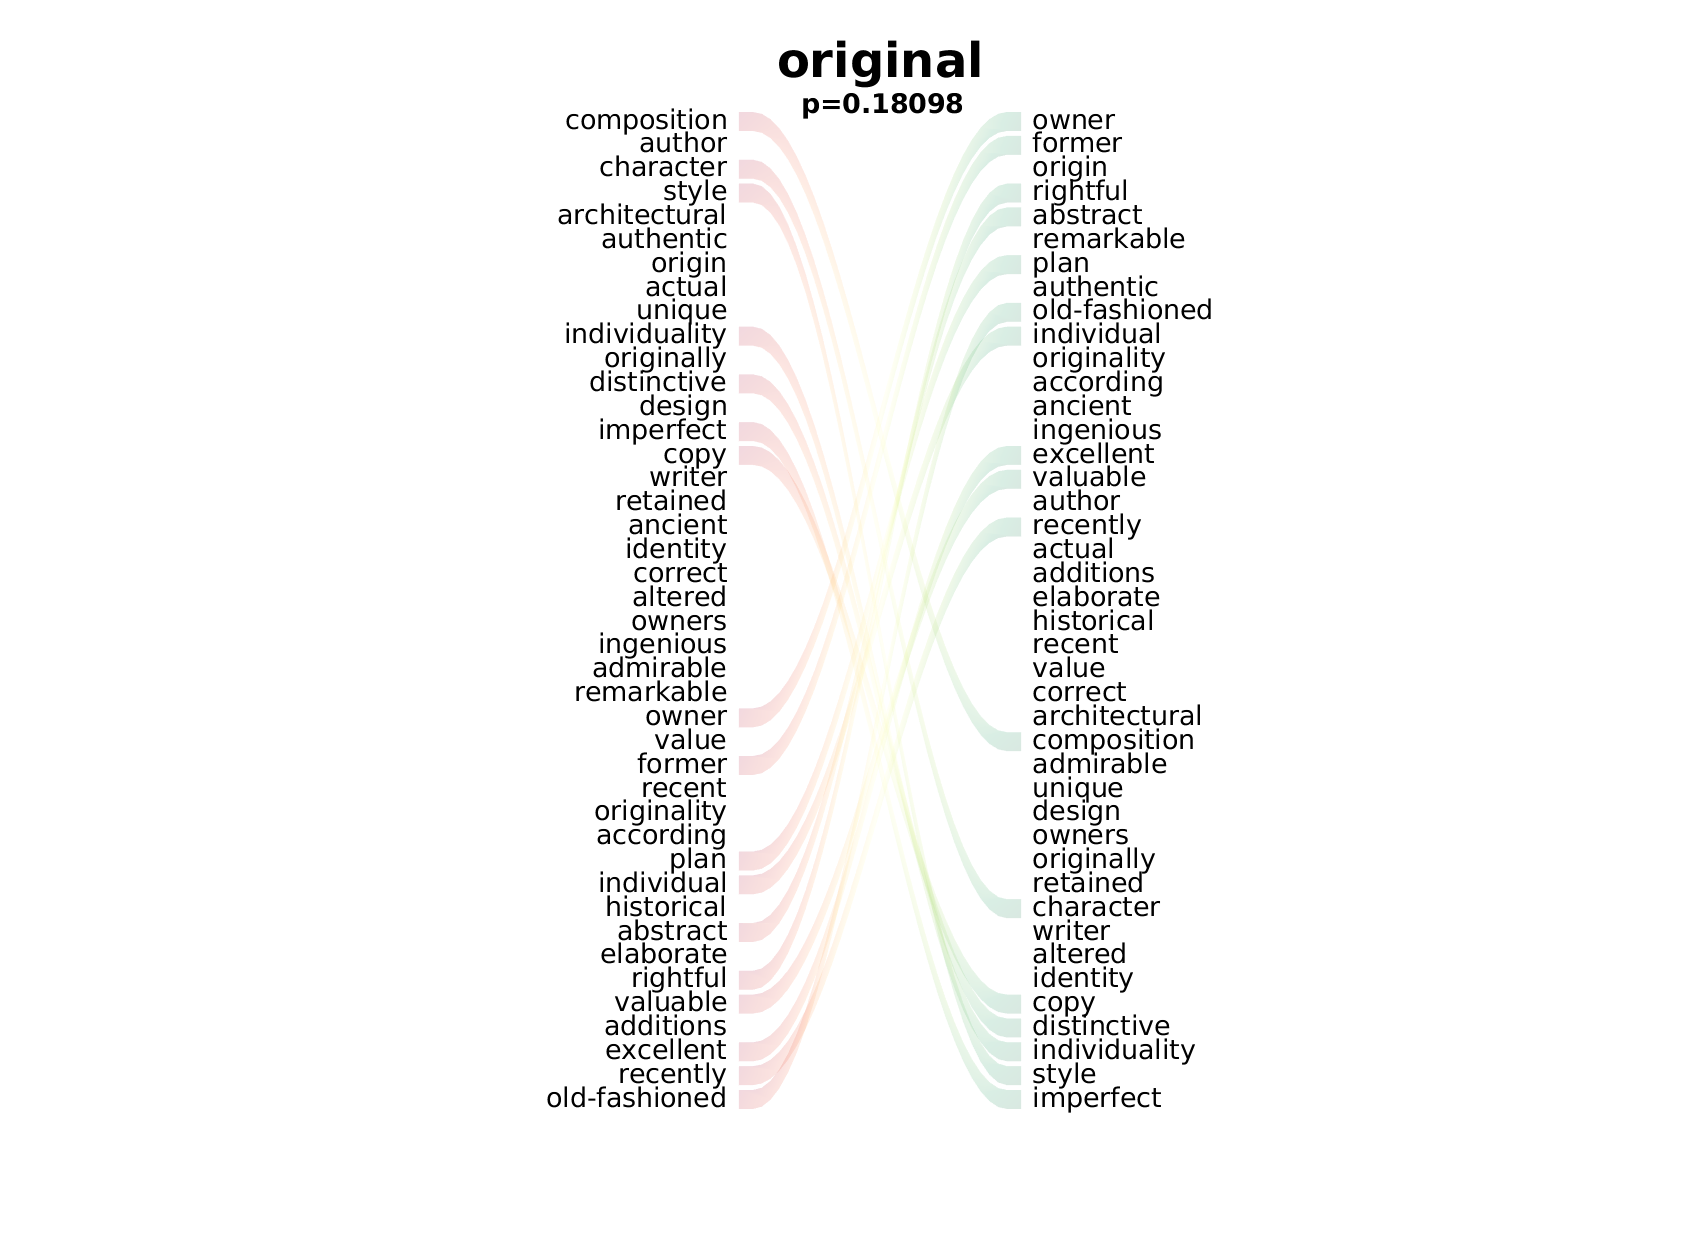 original
p=0.18098
composition
author
character
style
architectural
authentic
origin
actual
unique
individuality
originally
distinctive
design
imperfect
copy
writer
retained
ancient
identity
correct
altered
owners
ingenious
admirable
remarkable
owner
value
former
recent
originality
according
plan
individual
historical
abstract
elaborate
rightful
valuable
additions
excellent
recently
old-fashioned
owner
former
origin
rightful
abstract
remarkable
plan
authentic
old-fashioned
individual
originality
according
ancient
ingenious
excellent
valuable
author
recently
actual
additions
elaborate
historical
recent
value
correct
architectural
composition
admirable
unique
design
owners
originally
retained
character
writer
altered
identity
copy
distinctive
individuality
style
imperfect